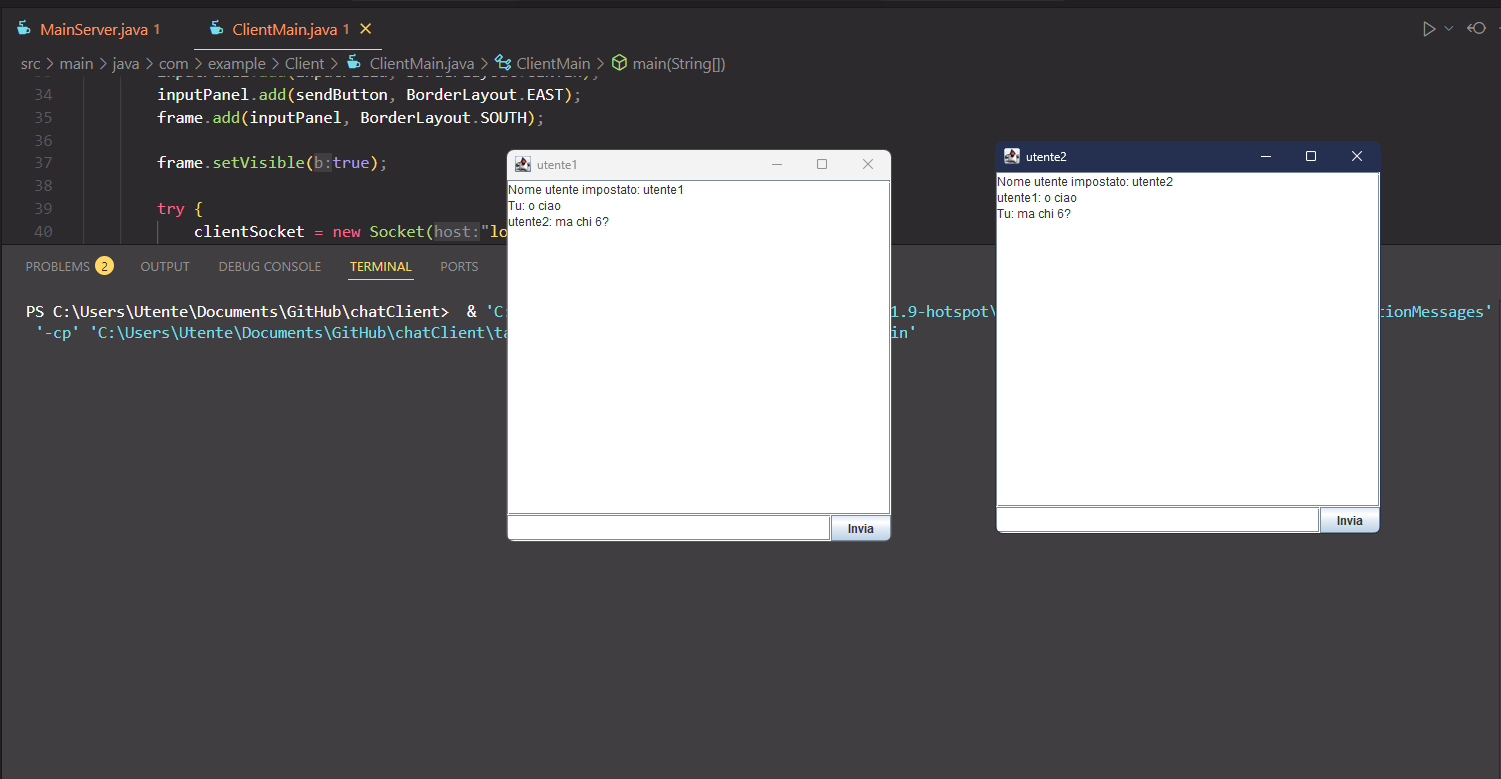 MainServer.java 1
ClientMain.java 1
src > main > java > com > example > Client > ClientMain.java > ClientMain > main(String[])
34 inputPanel.add(sendButton, BorderLayout.EAST);
35 frame.add(inputPanel, BorderLayout.SOUTH);
36
37 frame.setVisible(b:true);
38
39 try {
40 clientSocket = new Socket(host:"lo
PROBLEMS 2 OUTPUT DEBUG CONSOLE TERMINAL PORTS
PS C:\Users\Utente\Documents\GitHub\chatClient> & 'C:
1.9-hotspot\
tionMessages'
'-cp' 'C:\Users\Utente\Documents\GitHub\chatClient\ta
in'
utente1
Nome utente impostato: utente1
Tu: o ciao
utente2: ma chi 6?
Invia
utente2
Nome utente impostato: utente2
utente1: o ciao
Tu: ma chi 6?
Invia